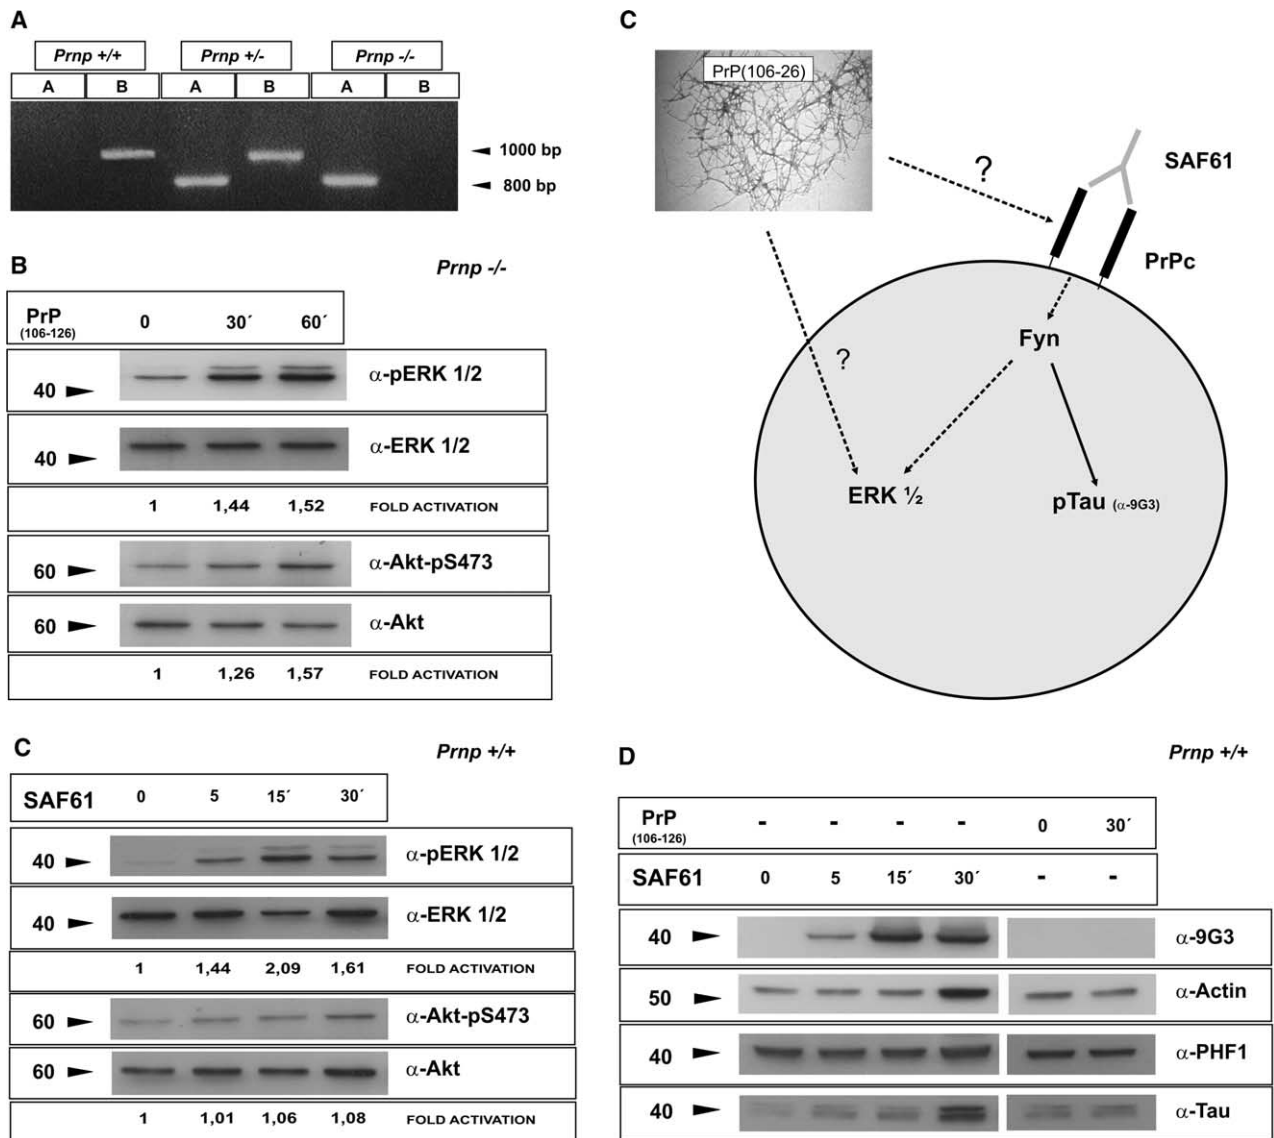 A
Prnp +/+ Prnp +/- Prnp -/-
A B A B A B
1000 bp
800 bp
B
Prnp -/-
PrP 0 30´ 60´
(106-126)
40 α-pERK 1/2
40 α-ERK 1/2
1 1,44 1,52 FOLD ACTIVATION
60 α-Akt-pS473
60 α-Akt
1 1,26 1,57 FOLD ACTIVATION
C
PrP(106-26)
?
SAF61
PrPc
Fyn
?
ERK ½
pTau (α-9G3)
C
Prnp +/+
SAF61 0 5 15´ 30´
40 α-pERK 1/2
40 α-ERK 1/2
1 1,44 2,09 1,61 FOLD ACTIVATION
60 α-Akt-pS473
60 α-Akt
1 1,01 1,06 1,08 FOLD ACTIVATION
D
Prnp +/+
PrP - - - - 0 30´
(106-126)
SAF61 0 5 15´ 30´ - -
40 α-9G3
50 α-Actin
40 α-PHF1
40 α-Tau